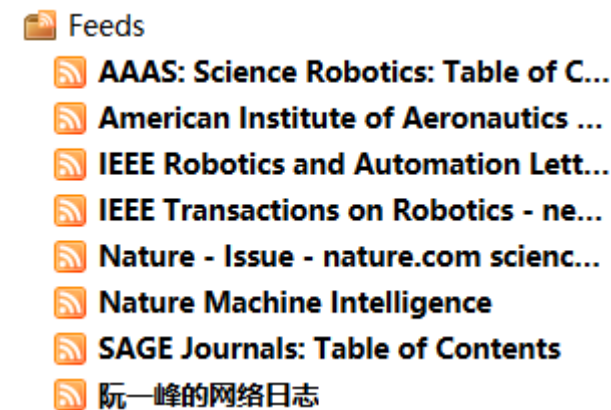 Feeds
AAAS: Science Robotics: Table of C...
American Institute of Aeronautics ...
IEEE Robotics and Automation Lett...
IEEE Transactions on Robotics - ne...
Nature - Issue - nature.com scienc...
Nature Machine Intelligence
SAGE Journals: Table of Contents
阮一峰的网络日志